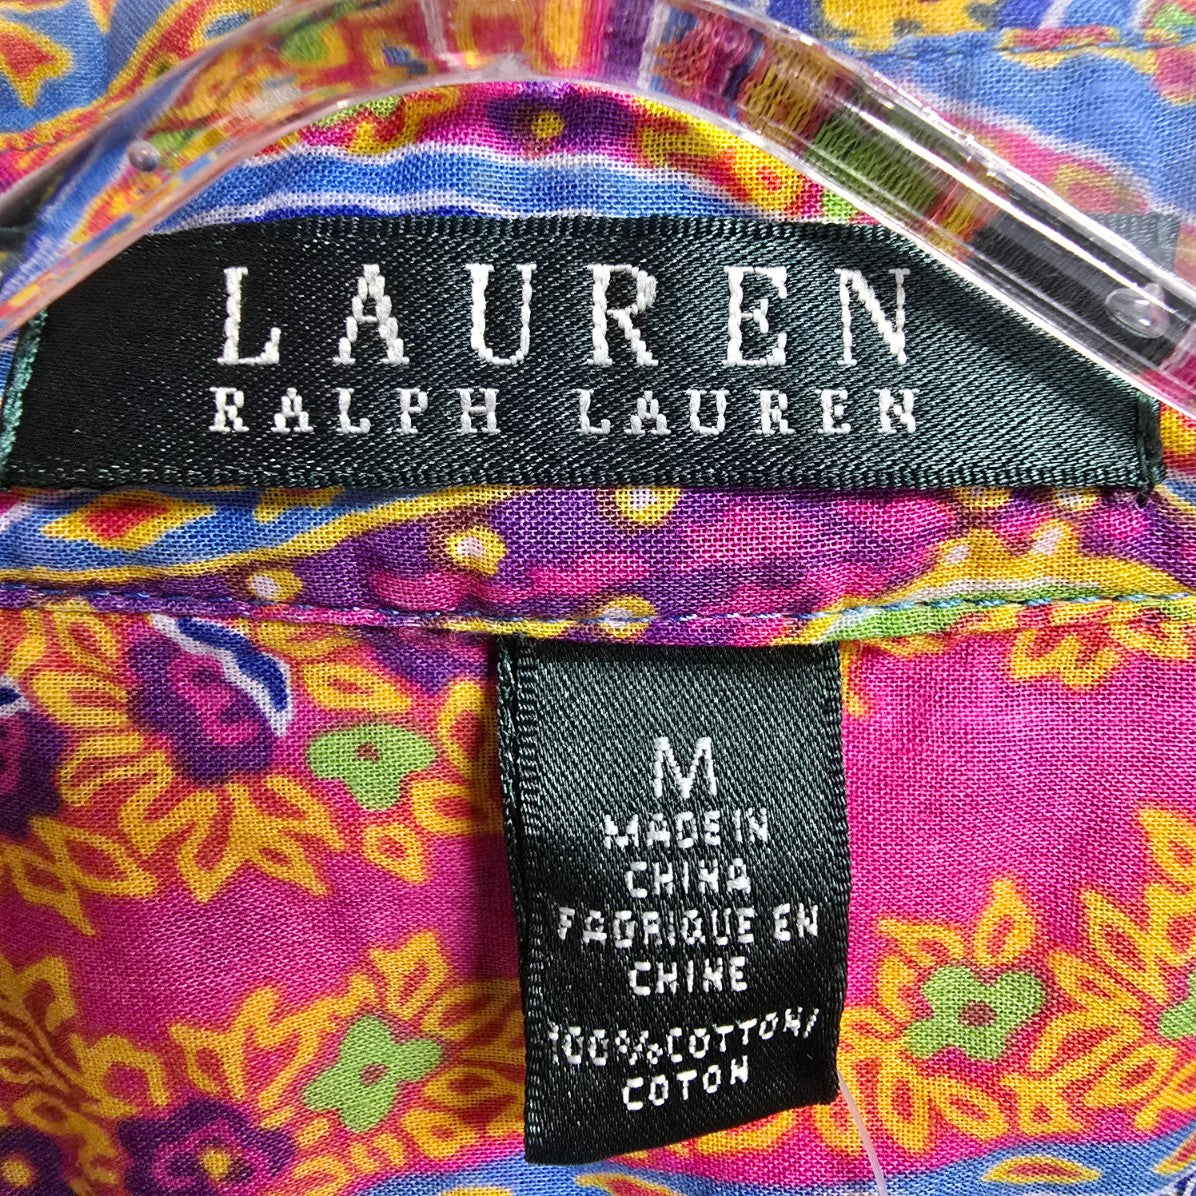 LAUREN
RALPH LAUREN
M
MADE IN
CHINA
FABRIQUE EN
CHINE
100% COTTON/
COTON